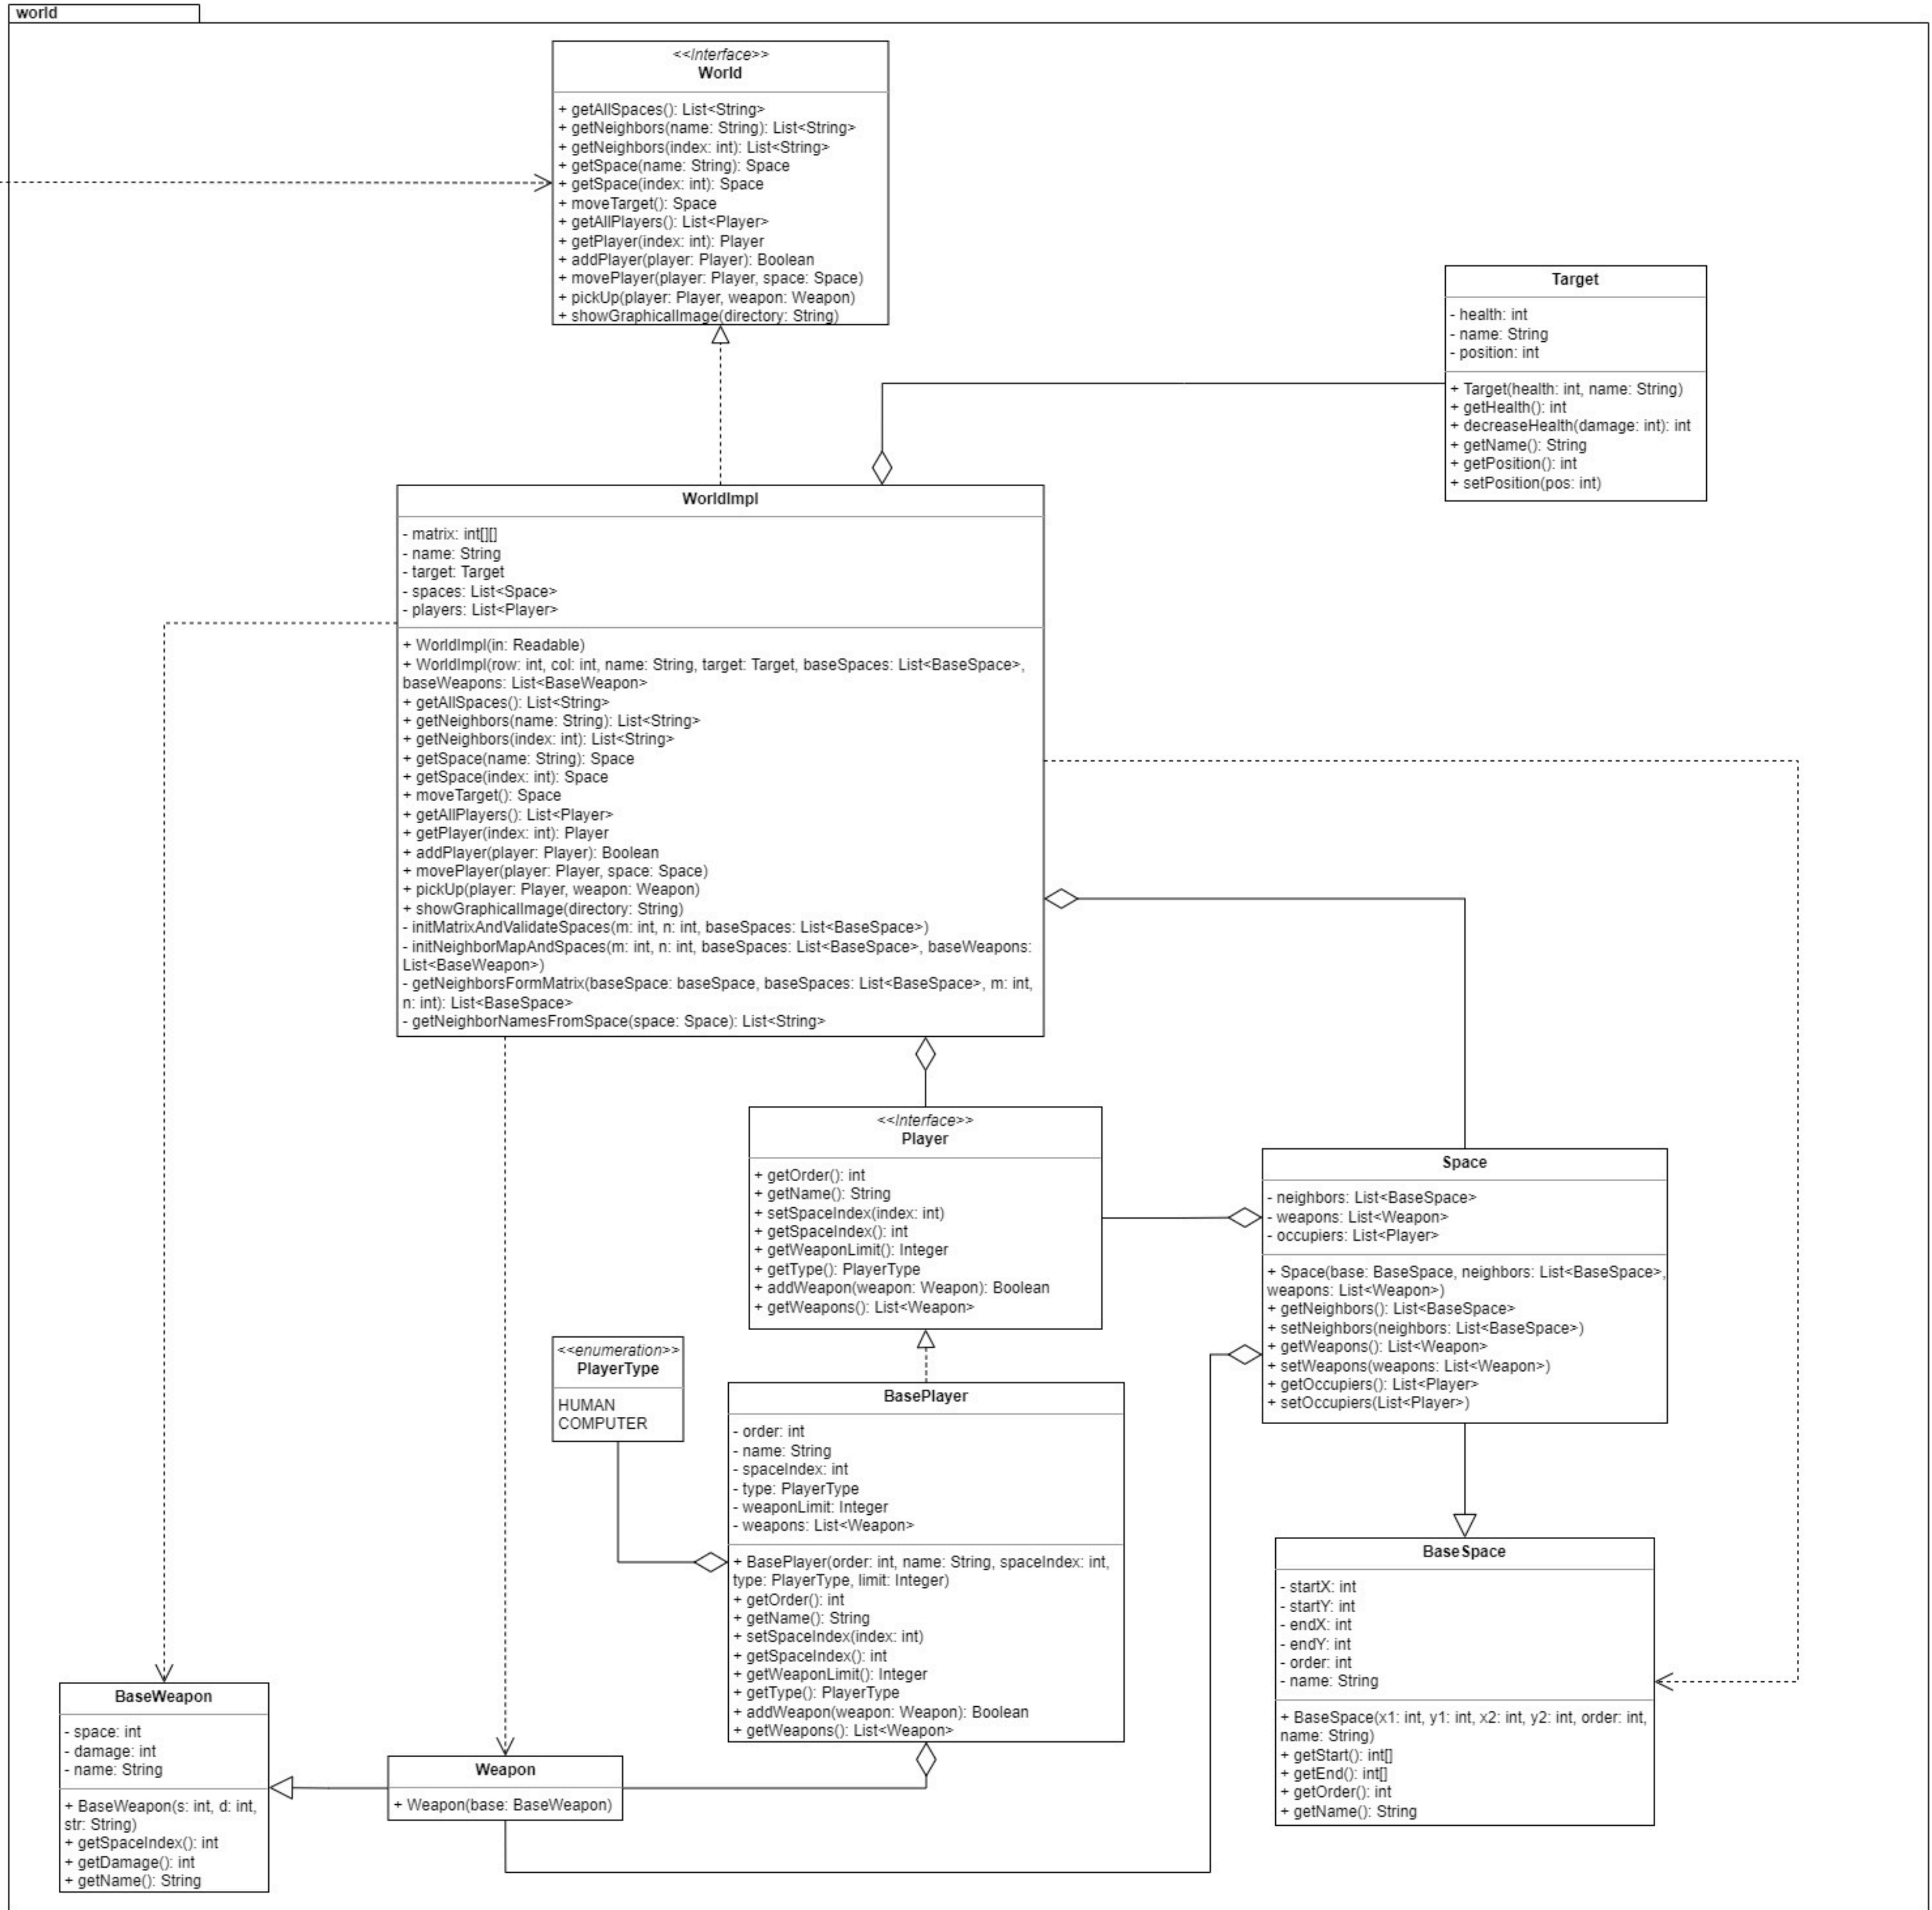 world
<<Interface>>
World
+ getAllSpaces(): List<String>
+ getNeighbors(name: String): List<String>
+ getNeighbors(index: int): List<String>
+ getSpace(name: String): Space
+ getSpace(index: int): Space
+ moveTarget(): Space
+ getAllPlayers(): List<Player>
+ getPlayer(index: int): Player
+ addPlayer(player: Player): Boolean
+ movePlayer(player: Player, space: Space)
+ pickUp(player: Player, weapon: Weapon)
+ showGraphicalImage(directory: String)
Target
- health: int
- name: String
- position: int
+ Target(health: int, name: String)
+ getHealth(): int
+ decreaseHealth(damage: int): int
+ getName(): String
+ getPosition(): int
+ setPosition(pos: int)
WorldImpl
- matrix: int[][]
- name: String
- target: Target
- spaces: List<Space>
- players: List<Player>
+ WorldImpl(in: Readable)
+ WorldImpl(row: int, col: int, name: String, target: Target, baseSpaces: List<BaseSpace>,
baseWeapons: List<BaseWeapon>
+ getAllSpaces(): List<String>
+ getNeighbors(name: String): List<String>
+ getNeighbors(index: int): List<String>
+ getSpace(name: String): Space
+ getSpace(index: int): Space
+ moveTarget(): Space
+ getAllPlayers(): List<Player>
+ getPlayer(index: int): Player
+ addPlayer(player: Player): Boolean
+ movePlayer(player: Player, space: Space)
+ pickUp(player: Player, weapon: Weapon)
+ showGraphicalImage(directory: String)
- initMatrixAndValidateSpaces(m: int, n: int, baseSpaces: List<BaseSpace>)
- initNeighborMapAndSpaces(m: int, n: int, baseSpaces: List<BaseSpace>, baseWeapons:
List<BaseWeapon>)
- getNeighborsFormMatrix(baseSpace: baseSpace, baseSpaces: List<BaseSpace>, m: int,
n: int): List<BaseSpace>
- getNeighborNamesFromSpace(space: Space): List<String>
<<Interface>>
Player
+ getOrder(): int
+ getName(): String
+ setSpaceIndex(index: int)
+ getSpaceIndex(): int
+ getWeaponLimit(): Integer
+ getType(): PlayerType
+ addWeapon(weapon: Weapon): Boolean
+ getWeapons(): List<Weapon>
Space
- neighbors: List<BaseSpace>
- weapons: List<Weapon>
- occupiers: List<Player>
+ Space(base: BaseSpace, neighbors: List<BaseSpace>,
weapons: List<Weapon>)
+ getNeighbors(): List<BaseSpace>
+ setNeighbors(neighbors: List<BaseSpace>)
+ getWeapons(): List<Weapon>
+ setWeapons(weapons: List<Weapon>)
+ getOccupiers(): List<Player>
+ setOccupiers(List<Player>)
<<enumeration>>
PlayerType
HUMAN
COMPUTER
BasePlayer
- order: int
- name: String
- spaceIndex: int
- type: PlayerType
- weaponLimit: Integer
- weapons: List<Weapon>
+ BasePlayer(order: int, name: String, spaceIndex: int,
type: PlayerType, limit: Integer)
+ getOrder(): int
+ getName(): String
+ setSpaceIndex(index: int)
+ getSpaceIndex(): int
+ getWeaponLimit(): Integer
+ getType(): PlayerType
+ addWeapon(weapon: Weapon): Boolean
+ getWeapons(): List<Weapon>
BaseSpace
- startX: int
- startY: int
- endX: int
- endY: int
- order: int
- name: String
+ BaseSpace(x1: int, y1: int, x2: int, y2: int, order: int,
name: String)
+ getStart(): int[]
+ getEnd(): int[]
+ getOrder(): int
+ getName(): String
BaseWeapon
- space: int
- damage: int
- name: String
+ BaseWeapon(s: int, d: int,
str: String)
+ getSpaceIndex(): int
+ getDamage(): int
+ getName(): String
Weapon
+ Weapon(base: BaseWeapon)